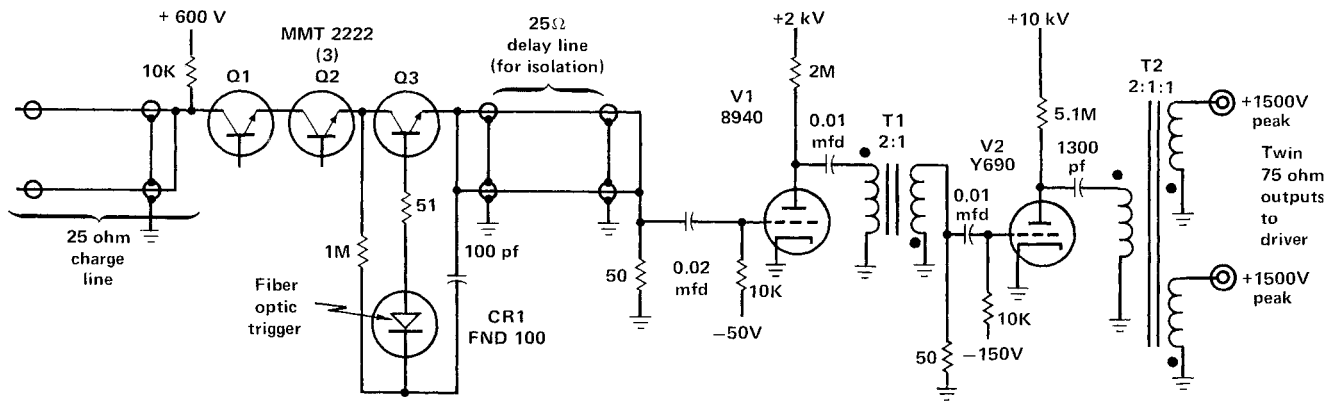 + 600 V
10K
MMT 2222
(3)
Q1
Q2
Q3
25Ω
delay line
(for isolation)
25 ohm
charge
line
1M
51
100 pf
Fiber
optic
trigger
CR1
FND 100
50
0.02
mfd
10K
−50V
+2 kV
2M
V1
8940
0.01
mfd
T1
2:1
0.01
mfd
50
10K
−150V
+10 kV
5.1M
V2
Y690
1300
pf
T2
2:1:1
+1500V
peak
Twin
75 ohm
outputs
to
driver
+1500V
peak